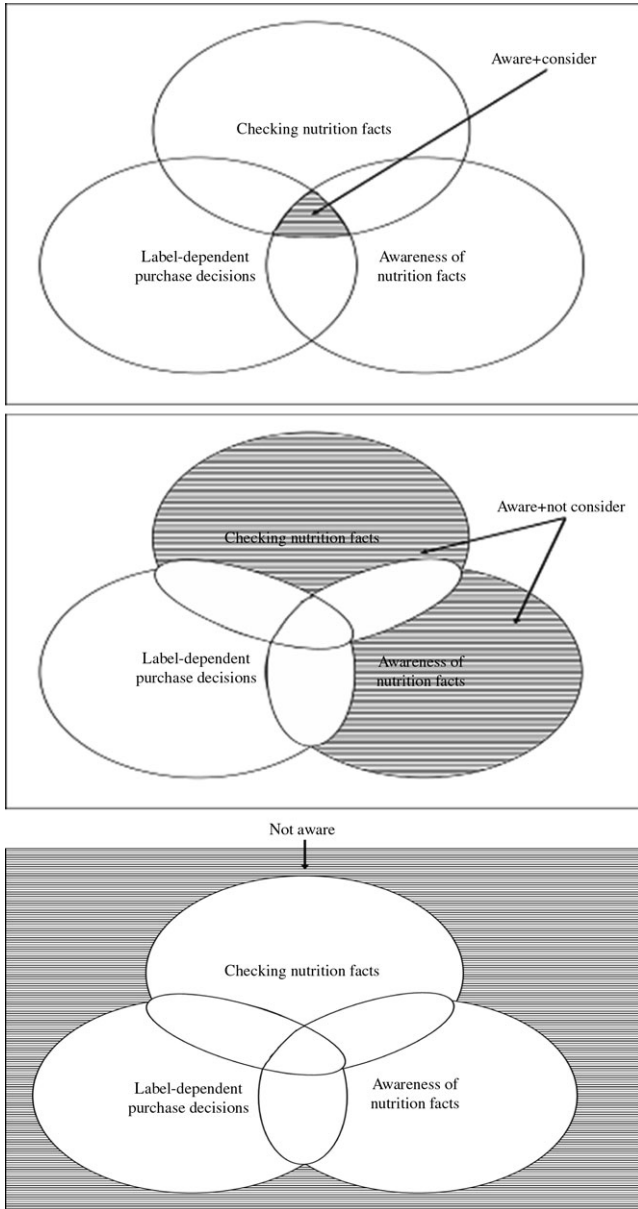 Aware+consider
Checking nutrition facts
Label-dependent
purchase decisions
Awareness of
nutrition facts
Aware+not consider
Checking nutrition facts
Label-dependent
purchase decisions
Awareness of
nutrition facts
Not aware
Checking nutrition facts
Label-dependent
purchase decisions
Awareness of
nutrition facts